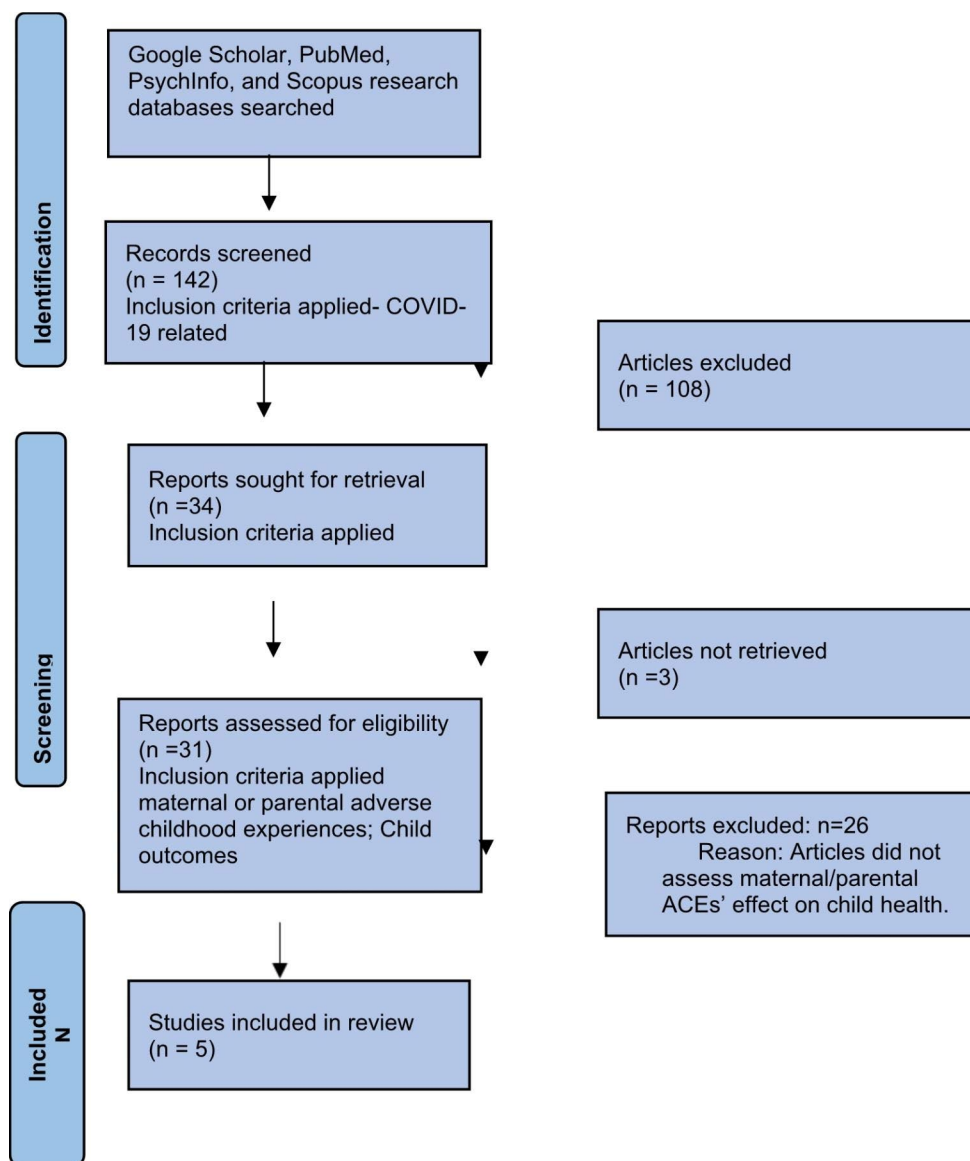 Identification
Google Scholar, PubMed,
PsychInfo, and Scopus research
databases searched
Records screened
(n = 142)
Inclusion criteria applied- COVID-
19 related
Articles excluded
(n = 108)
Screening
Reports sought for retrieval
(n =34)
Inclusion criteria applied
Articles not retrieved
(n =3)
Reports assessed for eligibility
(n =31)
Inclusion criteria applied
maternal or parental adverse
childhood experiences; Child
outcomes
Reports excluded: n=26
Reason: Articles did not
assess maternal/parental
ACEs’ effect on child health.
Included
N
Studies included in review
(n = 5)